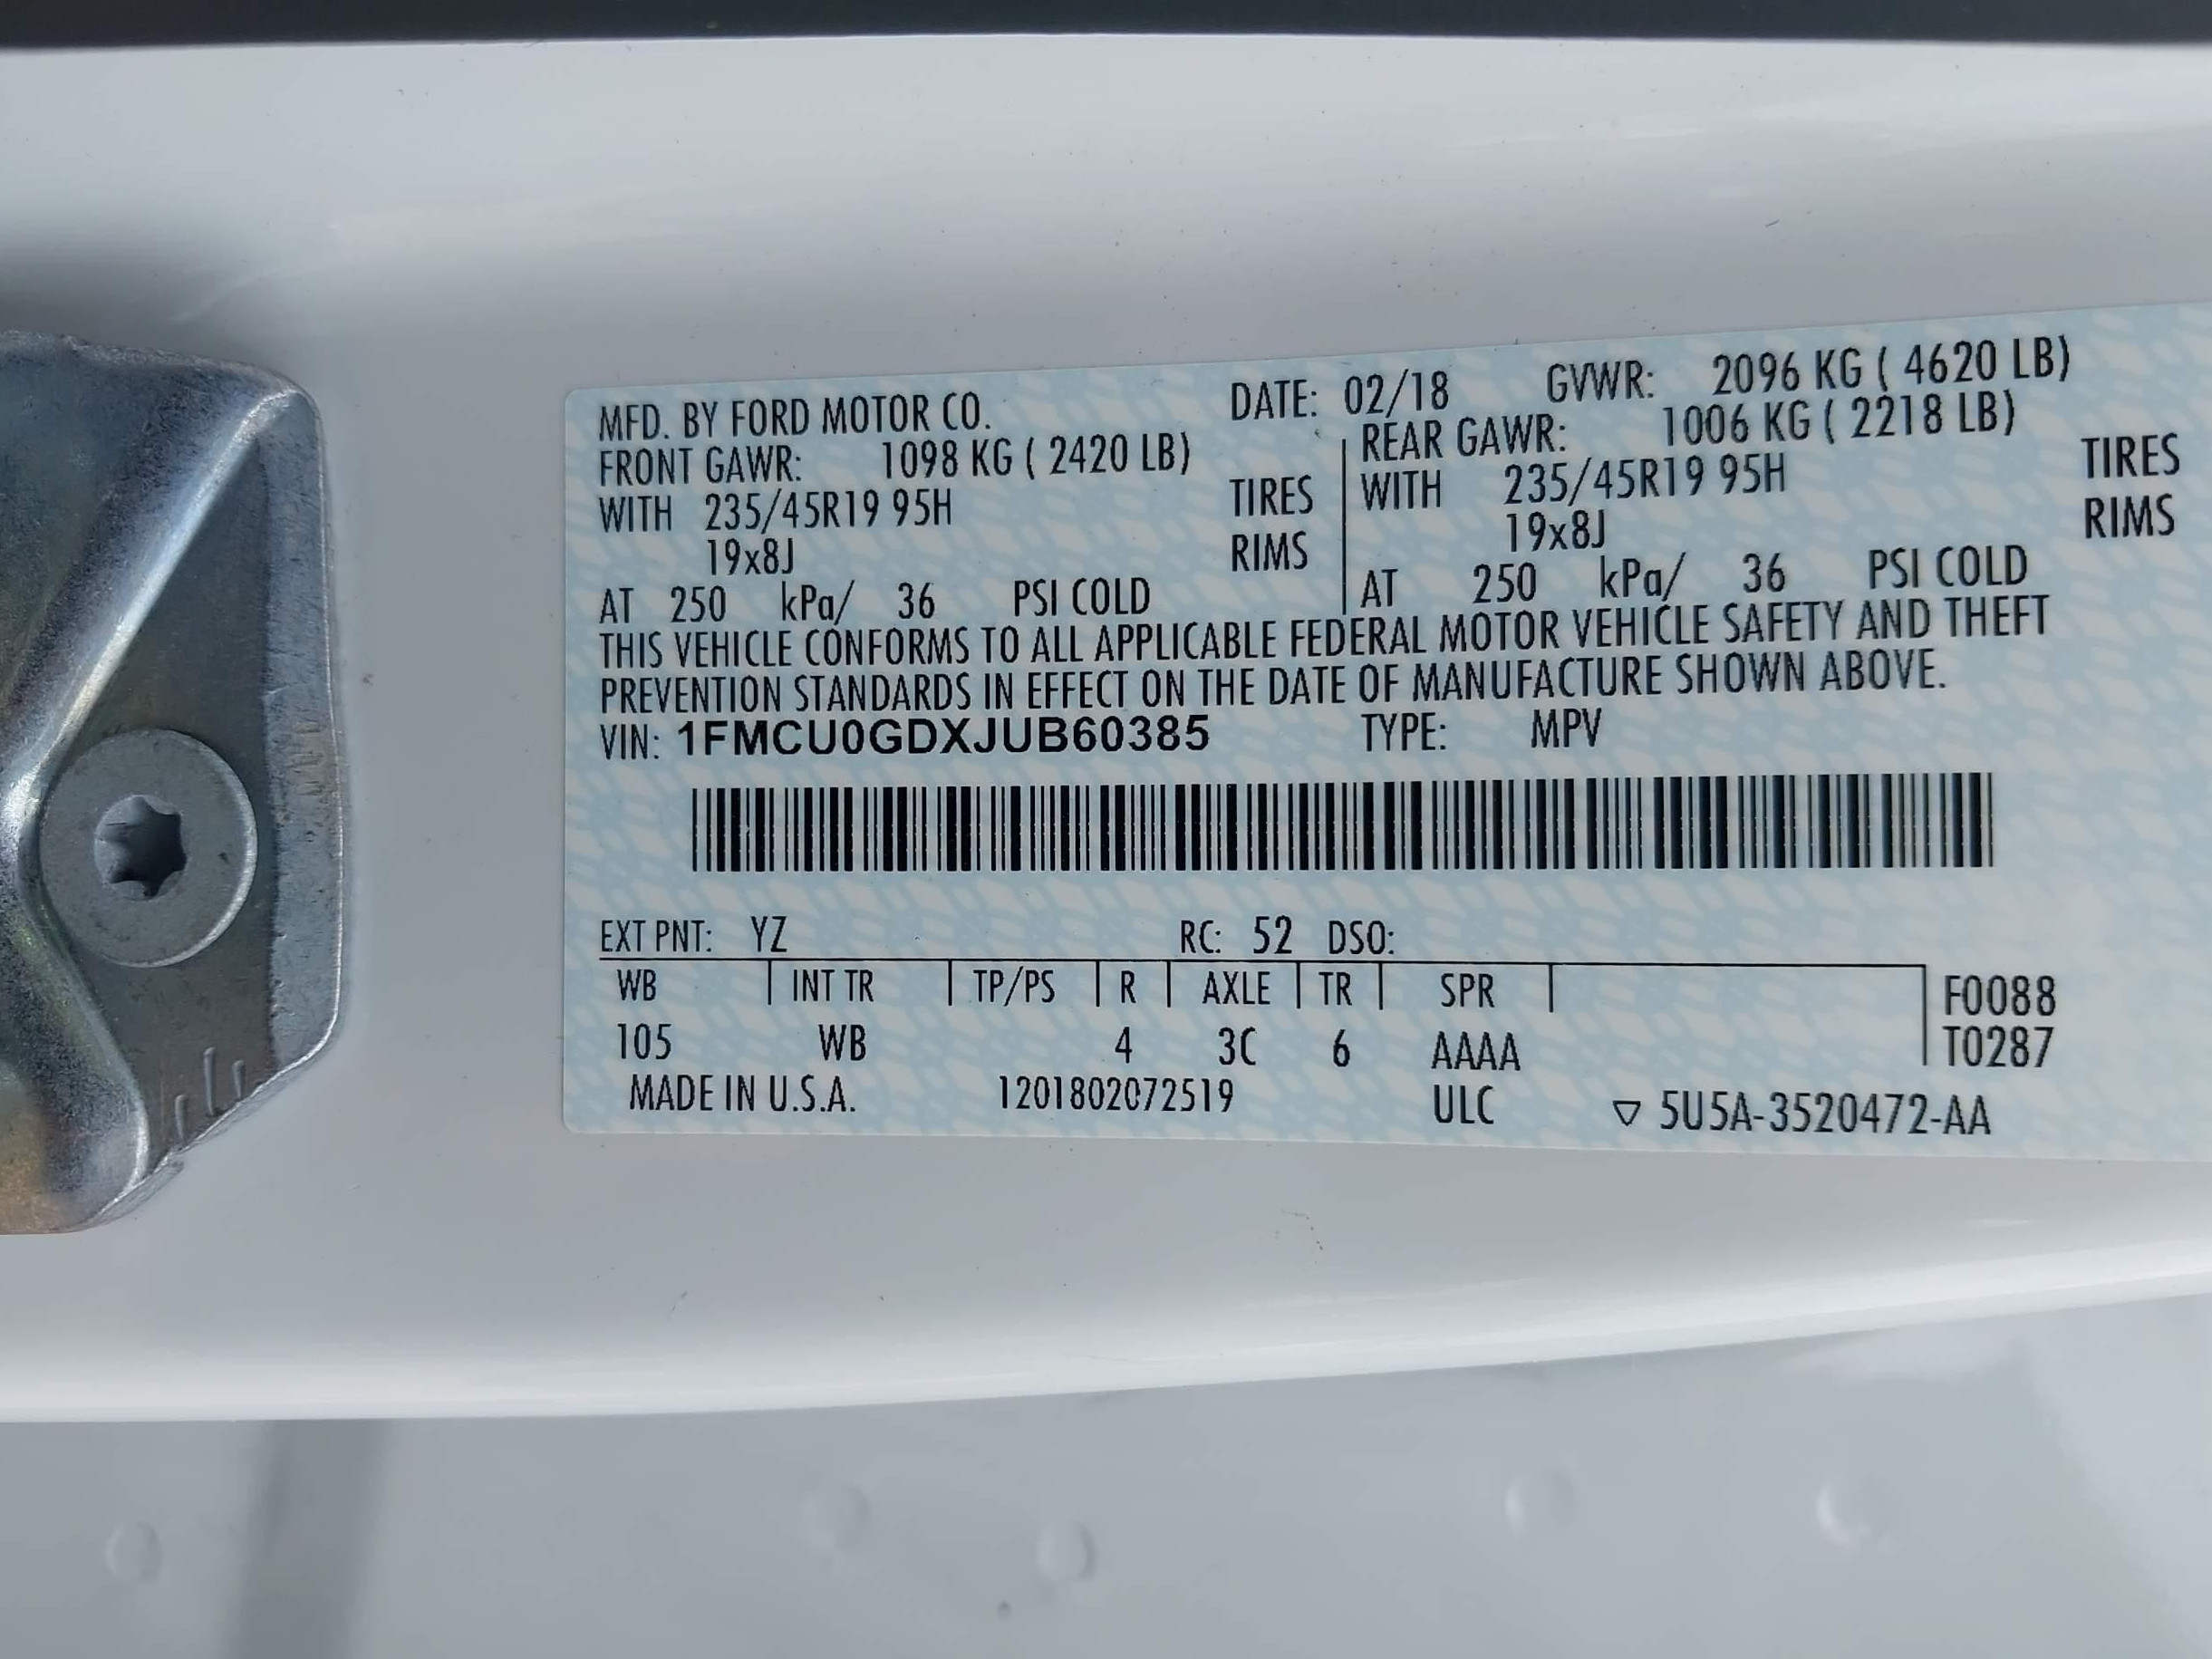 MFD. BY FORD MOTOR CO. DATE: 02/18 GVWR: 2096 KG ( 4620 LB)
FRONT GAWR: 1098 KG ( 2420 LB) REAR GAWR: 1006 KG ( 2218 LB)
WITH 235/45R19 95H TIRES WITH 235/45R19 95H TIRES
19x8J RIMS 19x8J RIMS
AT 250 kPa/ 36 PSI COLD AT 250 kPa/ 36 PSI COLD
THIS VEHICLE CONFORMS TO ALL APPLICABLE FEDERAL MOTOR VEHICLE SAFETY AND THEFT
PREVENTION STANDARDS IN EFFECT ON THE DATE OF MANUFACTURE SHOWN ABOVE.
VIN: 1FMCU0GDXJUB60385 TYPE: MPV
EXT PNT: YZ RC: 52 DSO:
WB INT TR TP/PS R AXLE TR SPR F0088
105 WB 4 3C 6 AAAA T0287
MADE IN U.S.A. 1201802072519 ULC ▽ 5U5A-3520472-AA